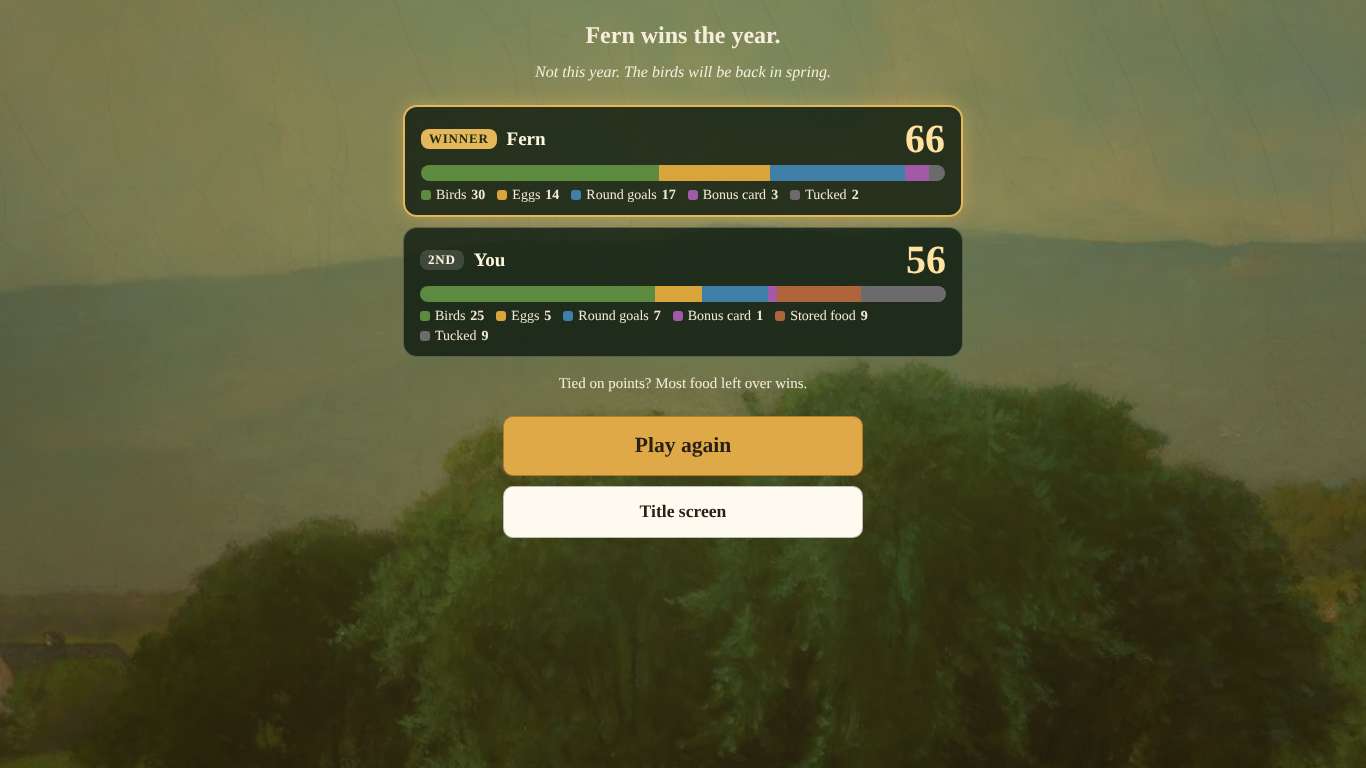 Fern wins the year.
Not this year. The birds will be back in spring.
WINNER Fern 66
Birds 30 Eggs 14 Round goals 17 Bonus card 3 Tucked 2
2ND You 56
Birds 25 Eggs 5 Round goals 7 Bonus card 1 Stored food 9
Tucked 9
Tied on points? Most food left over wins.
Play again
Title screen